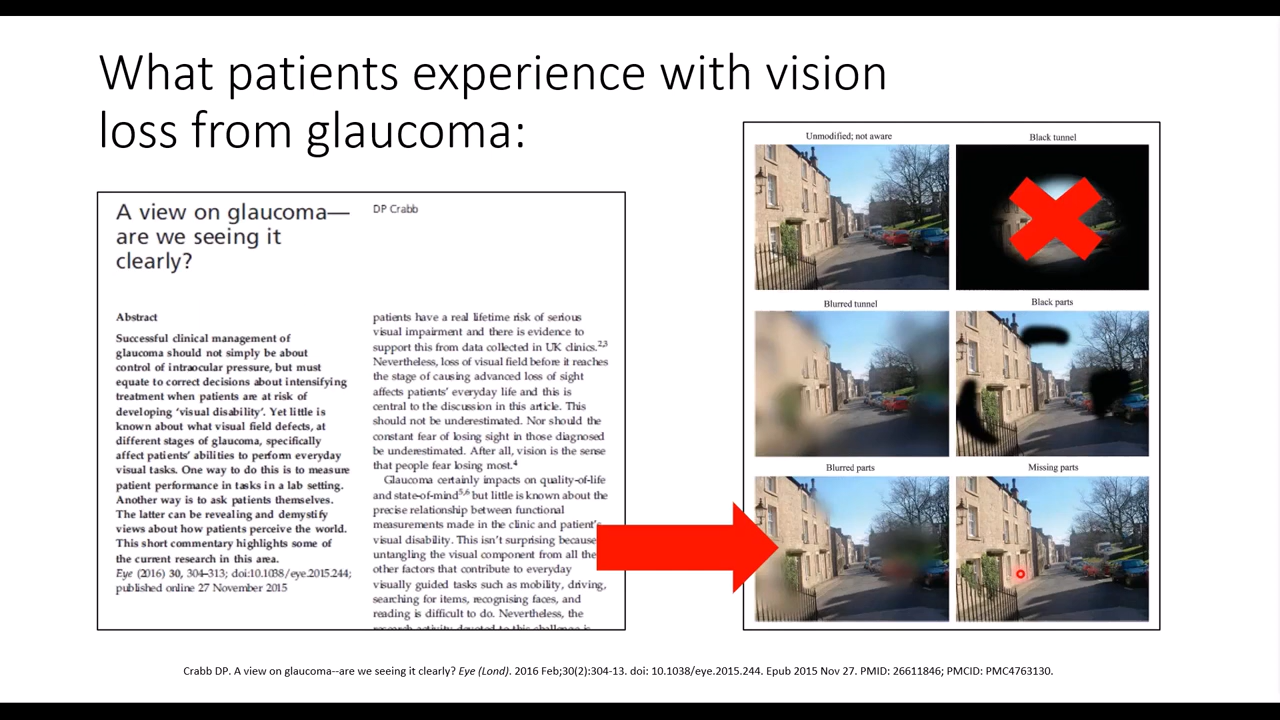 What patients experience with vision
loss from glaucoma:
A view on glaucoma—
are we seeing it
clearly?
DP Crabb
Abstract
Successful clinical management of
glaucoma should not simply be about
control of intraocular pressure, but must
equate to correct decisions about intensifying
treatment when patients are at risk of
developing ‘visual disability’. Yet little is
known about what visual field defects, at
different stages of glaucoma, specifically
affect patients’ abilities to perform everyday
visual tasks. One way to do this is to measure
patient performance in tasks in a lab setting.
Another way is to ask patients themselves.
The latter can be revealing and demystify
views about how patients perceive the world.
This short commentary highlights some of
the current research in this area.
Eye (2016) 30, 304–313; doi:10.1038/eye.2015.244;
published online 27 November 2015
patients have a real lifetime risk of serious
visual impairment and there is evidence to
support this from data collected in UK clinics.2,3
Nevertheless, loss of visual field before it reaches
the stage of causing advanced loss of sight
affects patients’ everyday life and this is
central to the discussion in this article. This
should not be underestimated. Nor should the
constant fear of losing sight in those diagnosed
be underestimated. After all, vision is the sense
that people fear losing most.4
Glaucoma certainly impacts on quality-of-life
and state-of-mind5,6 but little is known about the
precise relationship between functional
measurements made in the clinic and patient’s
visual disability. This isn’t surprising because
untangling the visual component from all the
other factors that contribute to everyday
visually guided tasks such as mobility, driving,
searching for items, recognising faces, and
reading is difficult to do. Nevertheless, the
research activity devoted to this challenge is
Unmodified; not aware
Black tunnel
Blurred tunnel
Black parts
Blurred parts
Missing parts
Crabb DP. A view on glaucoma--are we seeing it clearly? Eye (Lond). 2016 Feb;30(2):304-13. doi: 10.1038/eye.2015.244. Epub 2015 Nov 27. PMID: 26611846; PMCID: PMC4763130.